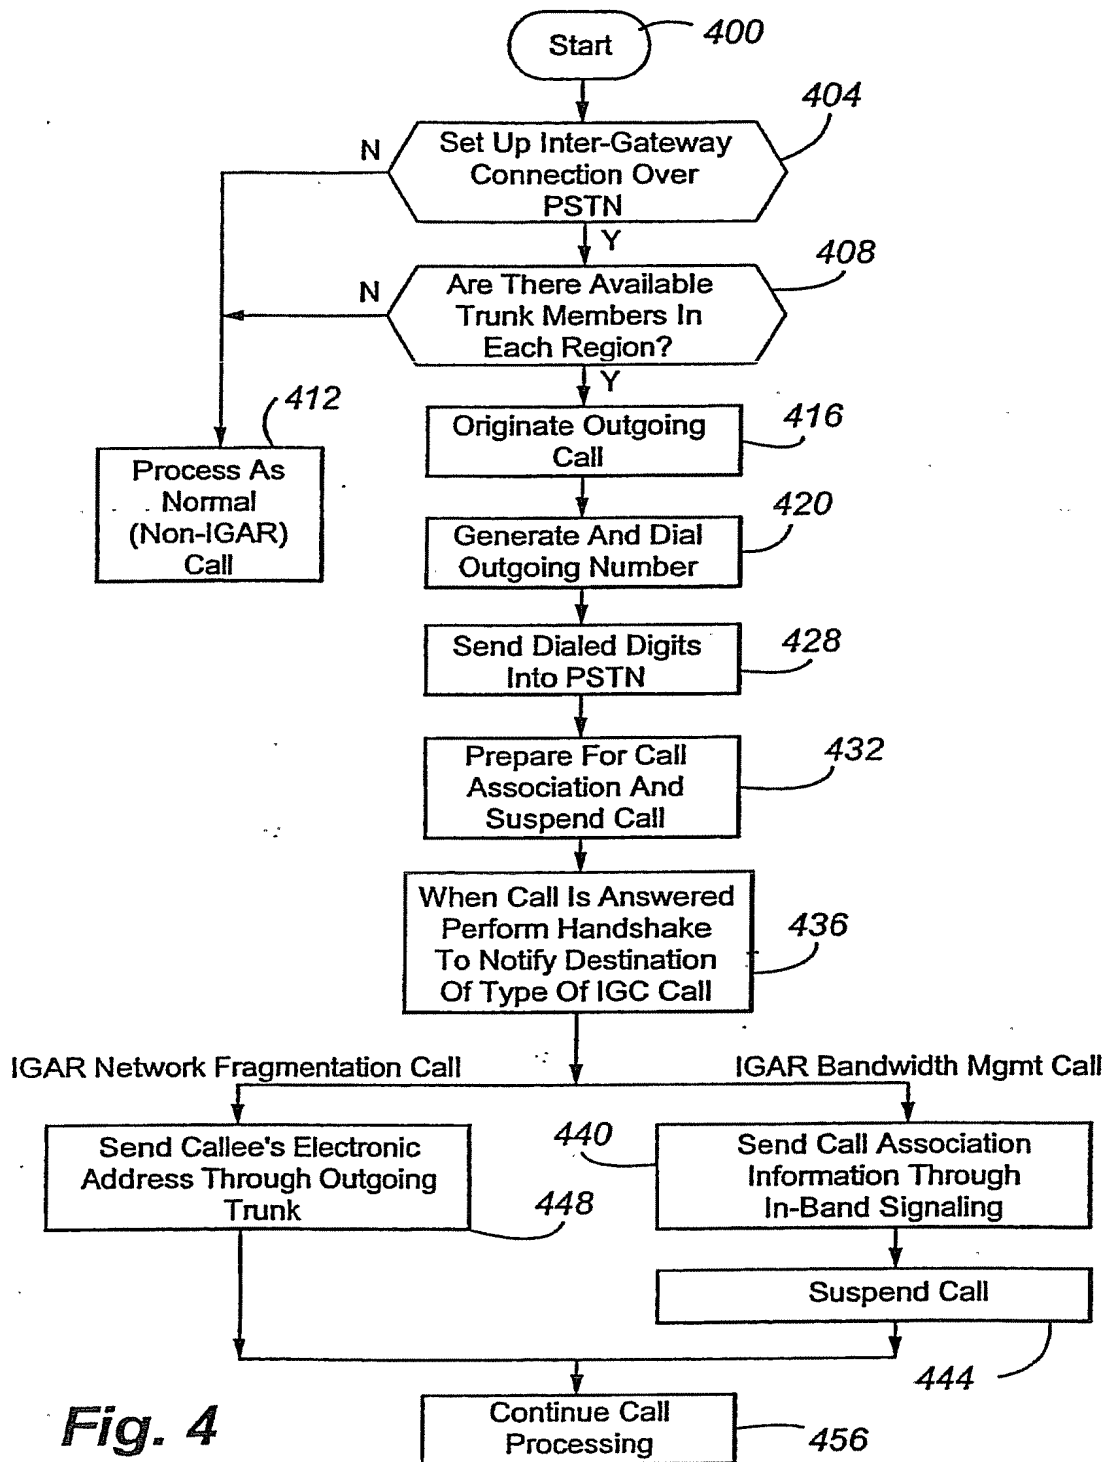 Start
400
404
N
Set Up Inter-Gateway
Connection Over
PSTN
Y
408
N
Are There Available
Trunk Members In
Each Region?
Y
412
Process As
Normal
(Non-IGAR)
Call
Originate Outgoing
Call
416
420
Generate And Dial
Outgoing Number
Send Dialed Digits
Into PSTN
428
Prepare For Call
Association And
Suspend Call
432
When Call Is Answered
Perform Handshake
To Notify Destination
Of Type Of IGC Call
436
IGAR Network Fragmentation Call
IGAR Bandwidth Mgmt Call
Send Callee's Electronic
Address Through Outgoing
Trunk
448
440
Send Call Association
Information Through
In-Band Signaling
Suspend Call
444
Fig. 4
Continue Call
Processing
456